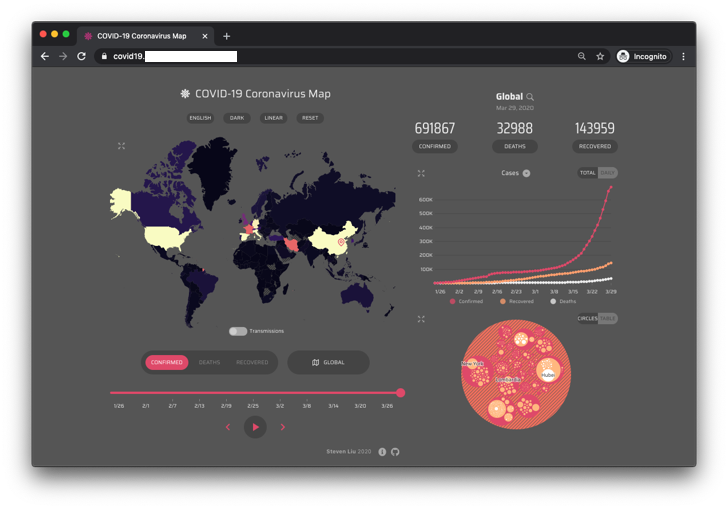 COVID-19 Coronavirus Map
covid19.
Incognito
COVID-19 Coronavirus Map
ENGLISH DARK LINEAR RESET
Transmissions
CONFIRMED DEATHS RECOVERED
GLOBAL
1/26 2/1 2/7 2/13 2/19 2/25 3/2 3/8 3/14 3/20 3/26
Steven Liu 2020
Global
Mar 29, 2020
691867 32988 143959
CONFIRMED DEATHS RECOVERED
Cases
TOTAL DAILY
600K
500K
400K
300K
200K
100K
1/26 2/2 2/9 2/16 2/23 3/1 3/8 3/15 3/22 3/29
Confirmed Recovered Deaths
CIRCLES TABLE
New York
Hubei
Lombardia